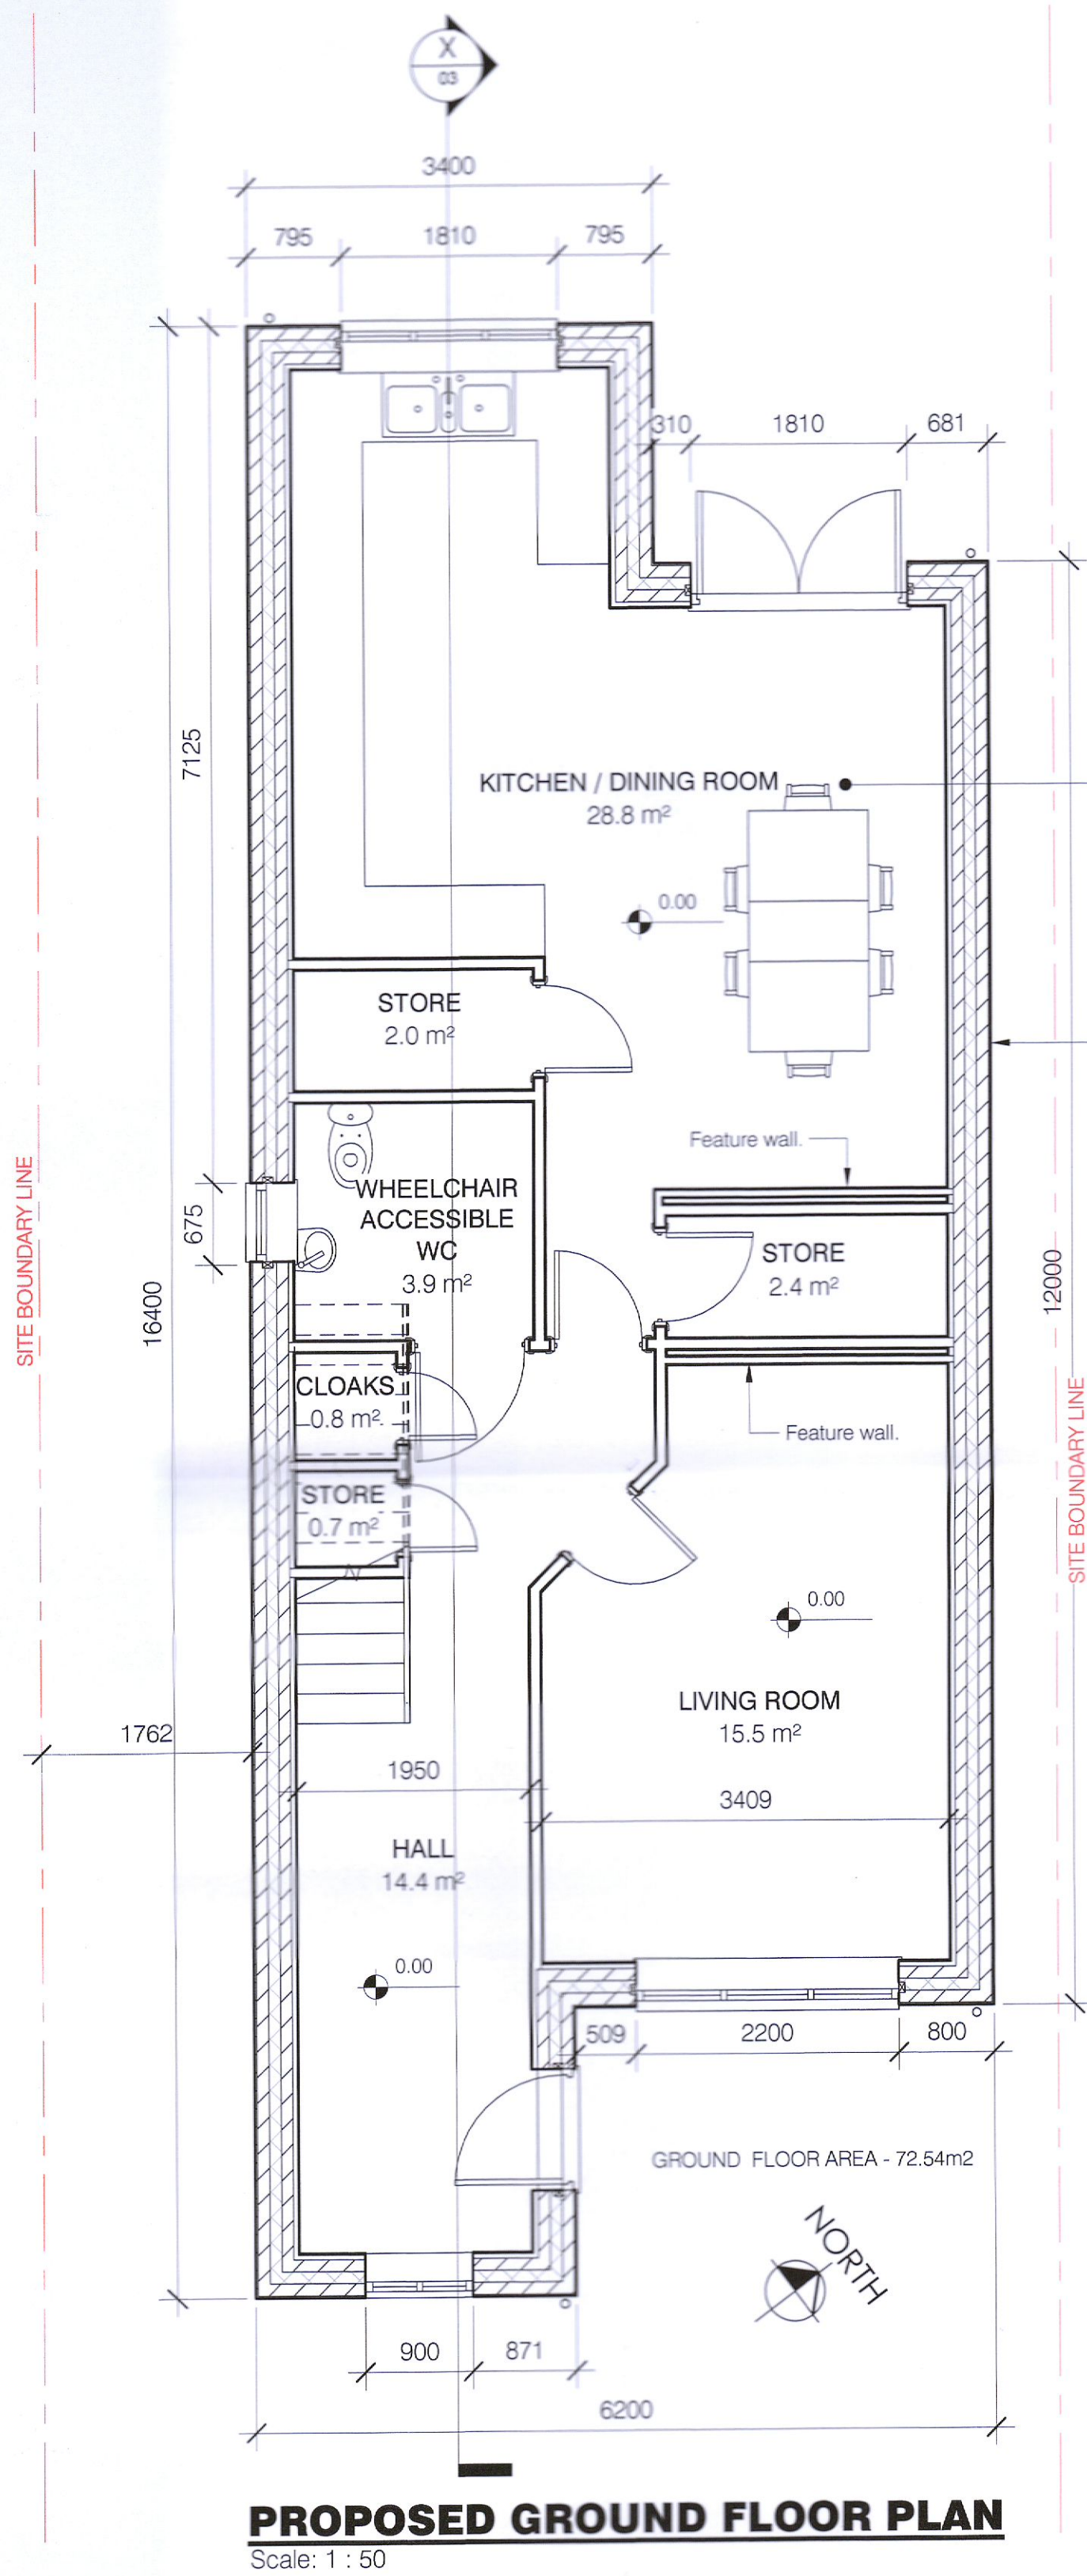 X
03
3400
795
1810
795
310
1810
681
7125
KITCHEN / DINING ROOM
28.8 m²
0.00
STORE
2.0 m²
Feature wall.
SITE BOUNDARY LINE
675
WHEELCHAIR
ACCESSIBLE
WC
3.9 m²
STORE
2.4 m²
16400
12000
CLOAKS
0.8 m²
Feature wall.
SITE BOUNDARY LINE
STORE
0.7 m²
0.00
LIVING ROOM
15.5 m²
1762
1950
3409
HALL
14.4 m²
0.00
509
2200
800
GROUND FLOOR AREA - 72.54m2
NORTH
900
871
6200
PROPOSED GROUND FLOOR PLAN
Scale: 1 : 50